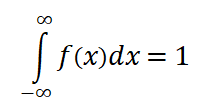 ∫_{−∞}^{∞} f(x)dx = 1